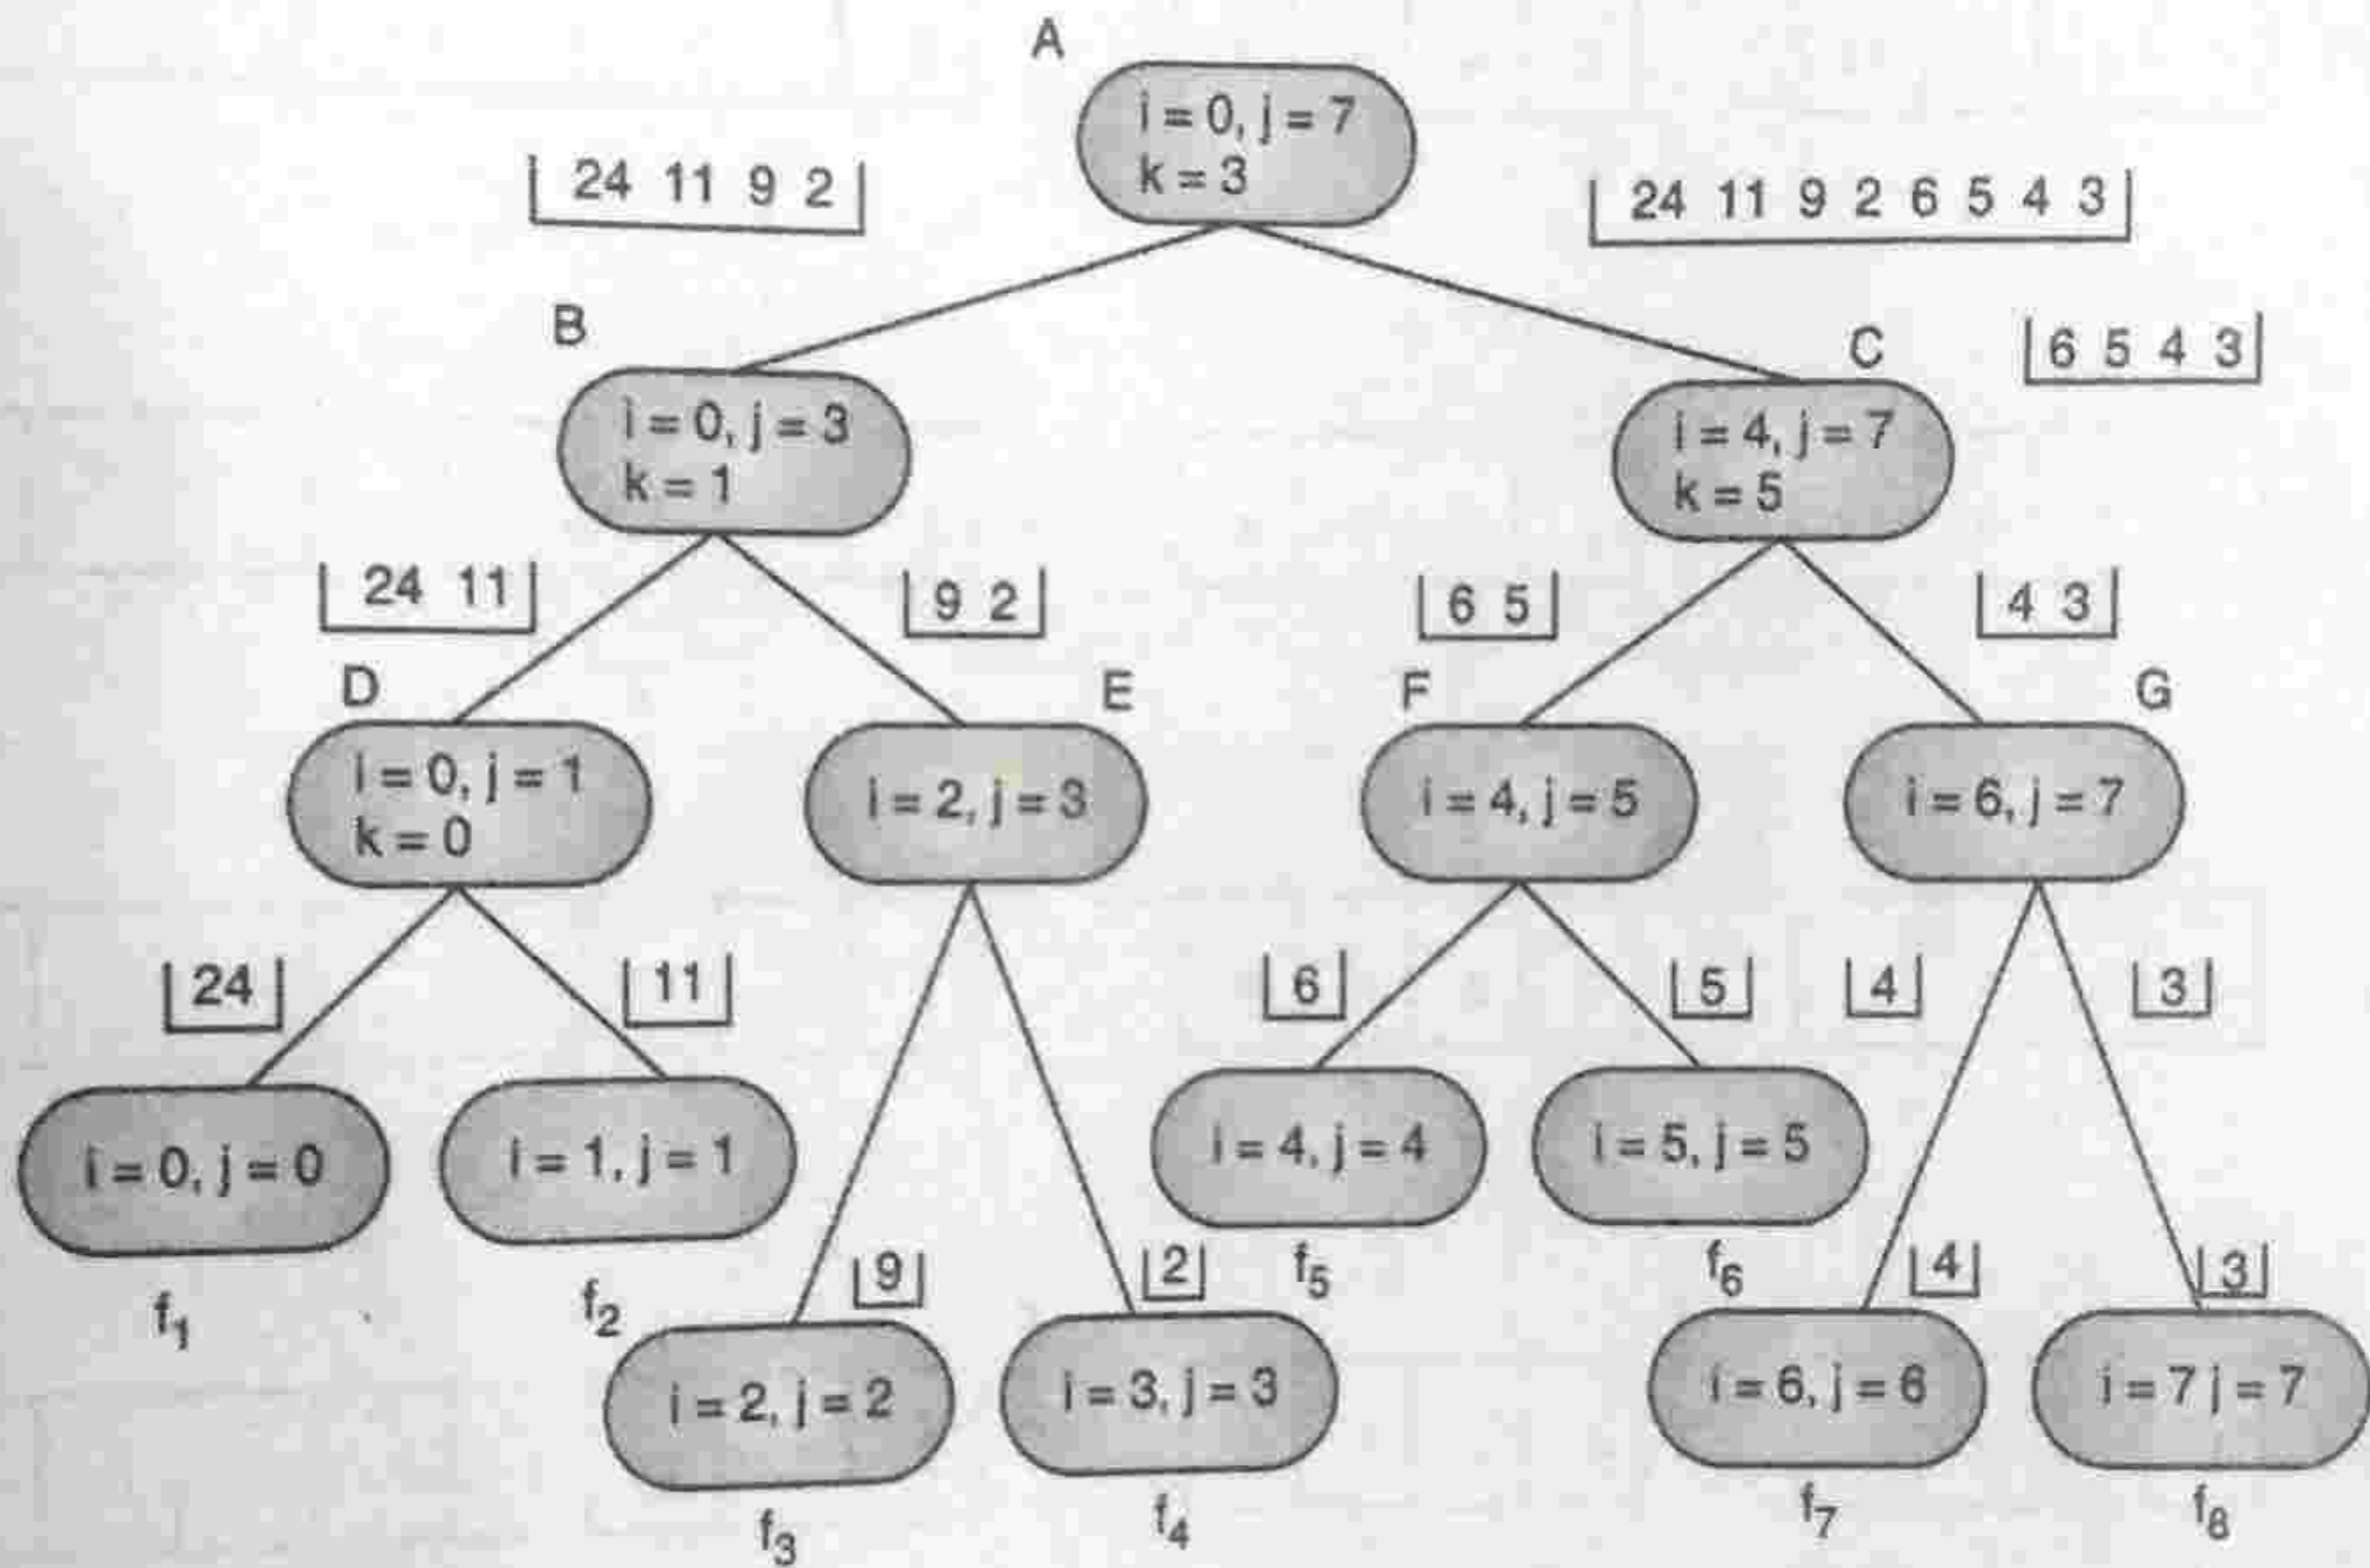 A
i = 0, j = 7
k = 3
24 11 9 2
24 11 9 2 6 5 4 3
B
i = 0, j = 3
k = 1
C
6 5 4 3
i = 4, j = 7
k = 5
24 11
9 2
6 5
4 3
D
i = 0, j = 1
k = 0
E
i = 2, j = 3
F
i = 4, j = 5
G
i = 6, j = 7
24
11
6
5
4
3
i = 0, j = 0
f1
i = 1, j = 1
f2
i = 4, j = 4
f5
i = 5, j = 5
f6
9
2
4
3
i = 2, j = 2
f3
i = 3, j = 3
f4
i = 6, j = 6
f7
i = 7 j = 7
f8